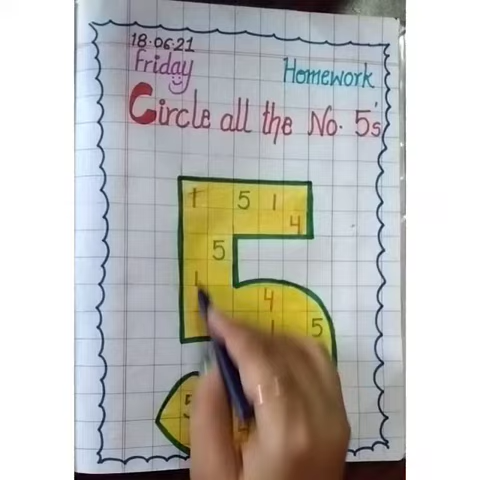 18.06.21
Friday
Homework
Circle all the No. 5's
1 5 1
4
5
1
4
1 5
5